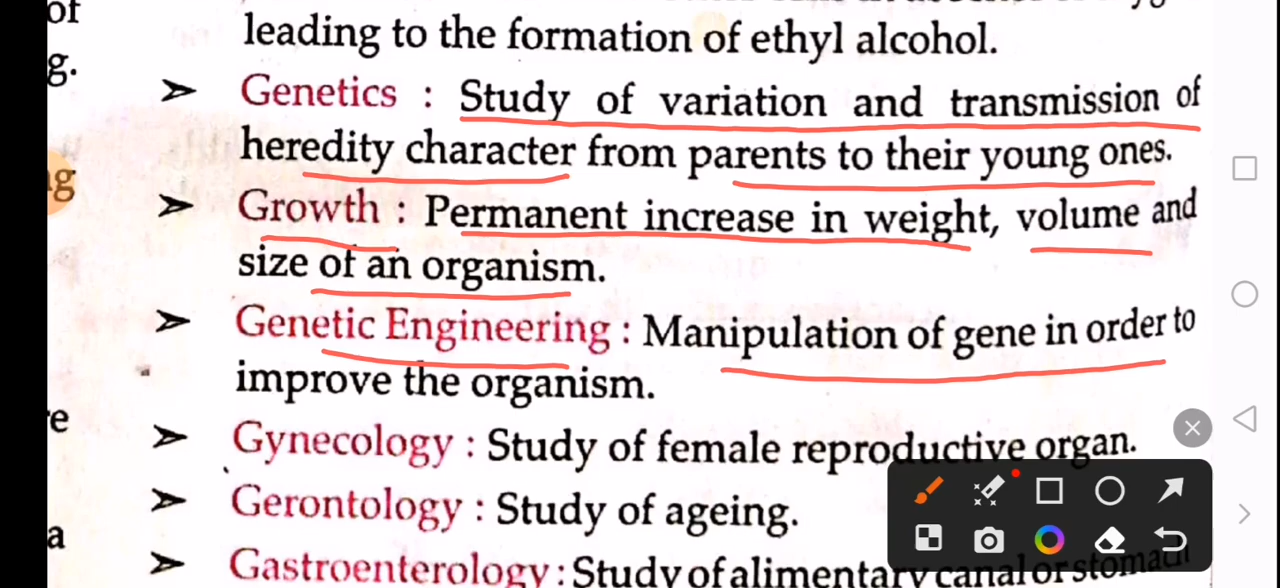 of
leading to the formation of ethyl alcohol.
g.
➢ Genetics : Study of variation and transmission of
heredity character from parents to their young ones.
ng
➢ Growth : Permanent increase in weight, volume and
size of an organism.
➢ Genetic Engineering : Manipulation of gene in order to
improve the organism.
e
➢ Gynecology : Study of female reproductive organ.
➢ Gerontology : Study of ageing.
a
➢ Gastroenterology : Study of alimentary canal or stomach